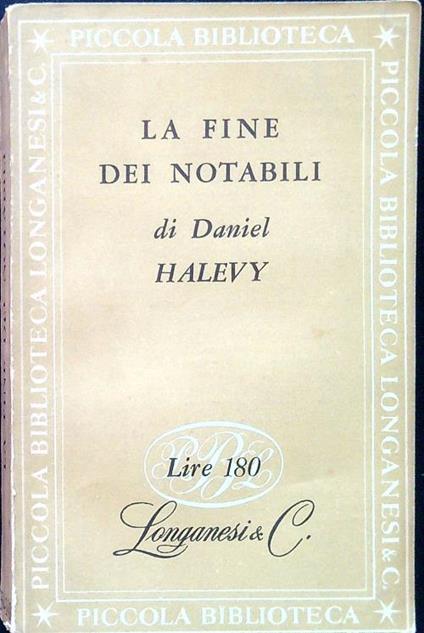 PICCOLA BIBLIOTECA
PICCOLA BIBLIOTECA LONGANESI & C.
LA FINE
DEI NOTABILI
di Daniel
HALEVY
PBL
Lire 180
Longanesi & C.
PICCOLA BIBLIOTECA LONGANESI & C.
PICCOLA BIBLIOTECA